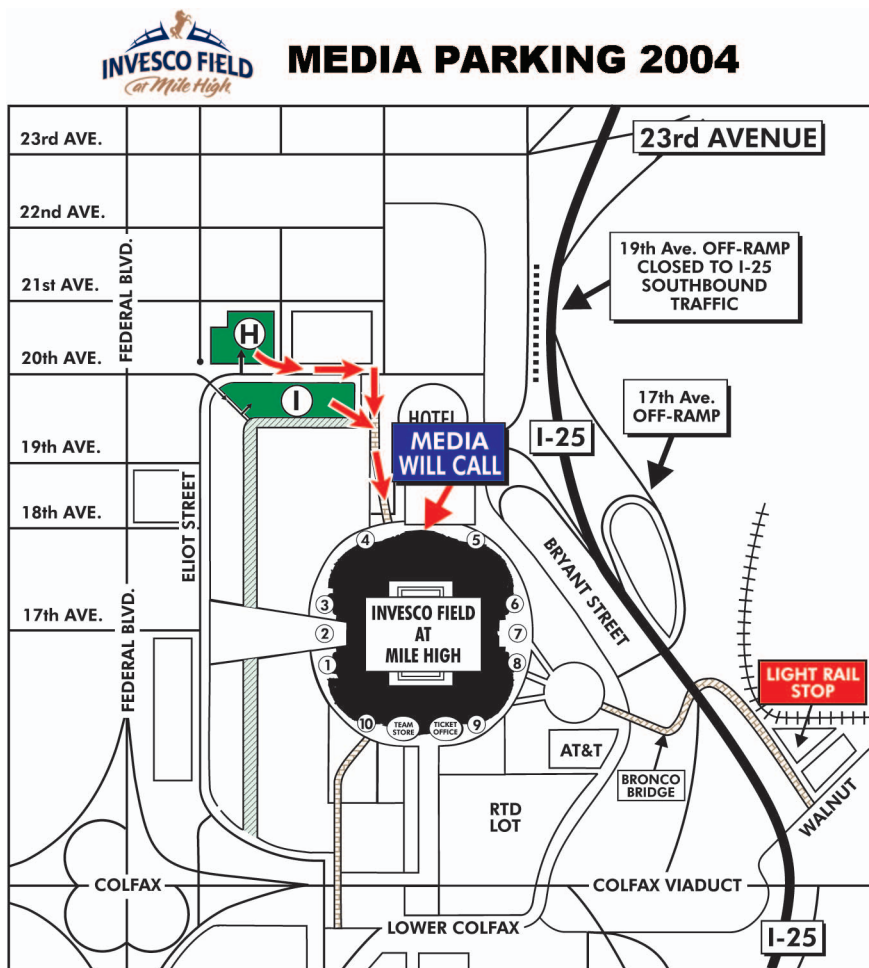 INVESCO FIELD
at Mile High
MEDIA PARKING 2004
23rd AVE.
23rd AVENUE
22nd AVE.
FEDERAL BLVD.
19th Ave. OFF-RAMP
CLOSED TO I-25
SOUTHBOUND
TRAFFIC
21st AVE.
H
20th AVE.
I
HOTEL
17th Ave.
OFF-RAMP
I-25
19th AVE.
MEDIA
WILL CALL
ELIOT STREET
18th AVE.
4
5
BRYANT STREET
17th AVE.
3
2
1
INVESCO FIELD
AT
MILE HIGH
6
7
8
FEDERAL BLVD.
LIGHT RAIL
STOP
10
TEAM
STORE
TICKET
OFFICE
9
AT&T
BRONCO
BRIDGE
WALNUT
RTD
LOT
COLFAX
COLFAX VIADUCT
LOWER COLFAX
I-25